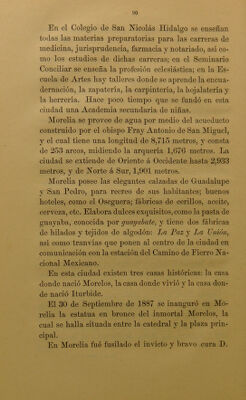 90
En el Colegio de San Nicolás Hidalgo se enseñan
todas las materias preparatorias para las carreras de
medicina, jurisprudencia, farmacia y notariado, así co-
mo los estudios de dichas carreras; en el Seminario
Conciliar se enseña la profesión eclesiástica; en la Es-
cuela de Artes hay talleres donde se aprende la encua-
dernación, la zapatería, la carpintería, la hojalatería y
la herrería. Hace poco tiempo que se fundó en esta
ciudad una Academia secundaria de niñas.
Morelia se provee de agua por medio del acueducto
construido por el obispo Fray Antonio de San Miguel,
y el cual tiene una longitud de 8,715 metros, y consta
de 253 arcos, midiendo la arquería 1,676 metros. La
ciudad se extiende de Oriente á Occidente hasta 2,933
metros, y de Norte á Sur, 1,901 metros.
Morelia posee las elegantes calzadas de Guadalupe
y San Pedro, para recreo de sus habitantes; buenos
hoteles, como el Oseguera; fábricas de cerillos, aceite,
cerveza, etc. Elabora dulces exquisitos, como la pasta de
guayaba, conocida por guayabate, y tiene dos fábricas
de hilados y tejidos de algodón: La Paz y La Unión,
así como tranvías que ponen al centro de la ciudad en
comunicación con la estación del Camino de Fierro Na-
cional Mexicano.
En esta ciudad existen tres casas históricas: la casa
donde nació Morelos, la casa donde vivió y la casa don-
de nació Iturbide.
El 30 de Septiembre de 1887 se inauguró en Mo-
relia la estatua en bronce del inmortal Morelos, la
cual se halla situada entre la catedral y la plaza prin-
cipal.
En Morelia fué fusilado el invicto y bravo cura D.